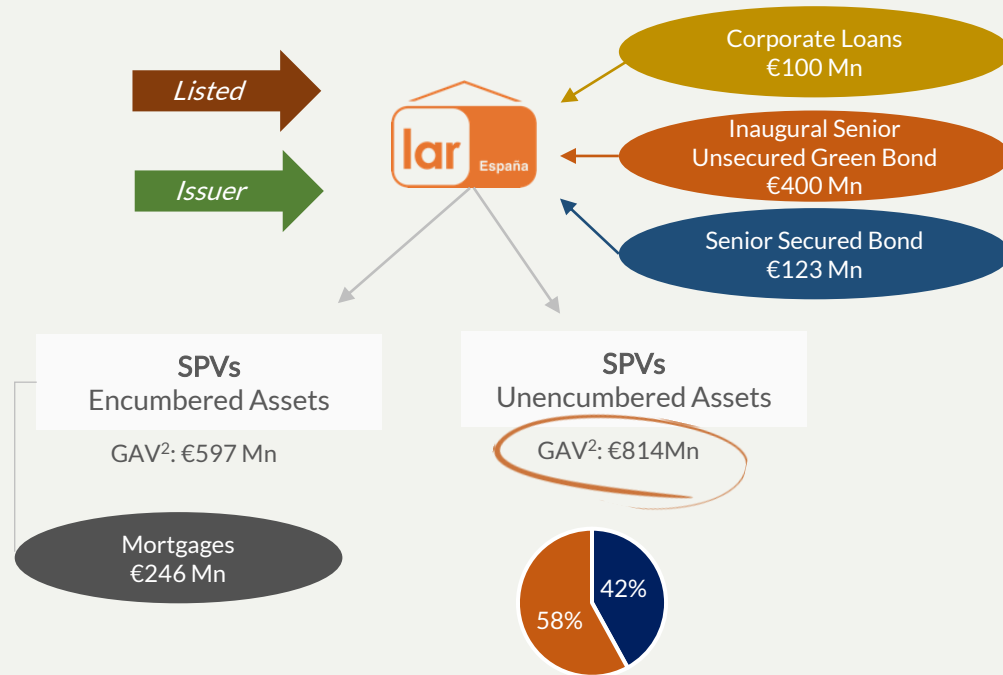 Listed
Issuer
lar
España
Corporate Loans
€100 Mn
Inaugural Senior
Unsecured Green Bond
€400 Mn
Senior Secured Bond
€123 Mn
SPVs
Encumbered Assets
GAV²: €597 Mn
Mortgages
€246 Mn
SPVs
Unencumbered Assets
GAV²: €814Mn
42%
58%